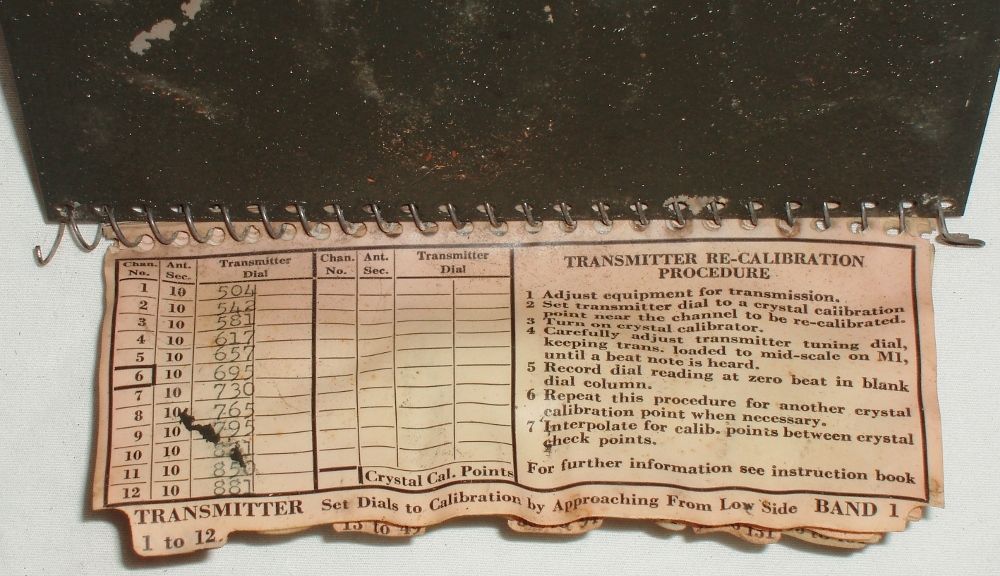 Chan. No. Ant. Sec. Transmitter Dial Chan. No. Ant. Sec. Transmitter Dial
1 10 504
2 10 542
3 10 581
4 10 617
5 10 657
6 10 695
7 10 730
8 10 765
9 10 795
10 10
11 10
12 10 881
Crystal Cal. Points
TRANSMITTER RE-CALIBRATION
PROCEDURE
1 Adjust equipment for transmission.
2 Set transmitter dial to a crystal calibration
point near the channel to be re-calibrated.
3 Turn on crystal calibrator.
4 Carefully adjust transmitter tuning dial,
keeping trans. loaded to mid-scale on M1,
until a beat note is heard.
5 Record dial reading at zero beat in blank
dial column.
6 Repeat this procedure for another crystal
calibration point when necessary.
7 Interpolate for calib. points between crystal
check points.
For further information see instruction book
TRANSMITTER Set Dials to Calibration by Approaching From Low Side BAND 1
1 to 12